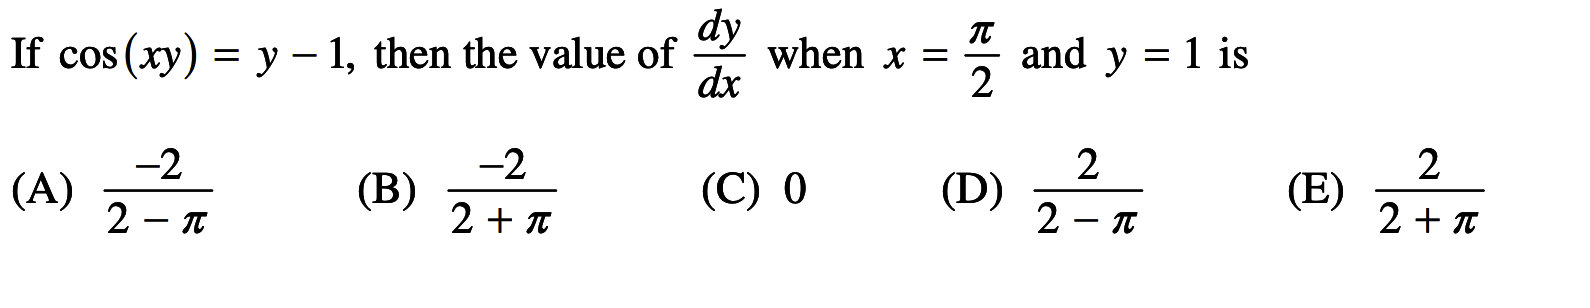 If cos(xy) = y − 1, then the value of dy/dx when x = π/2 and y = 1 is
(A) −2/(2 − π) (B) −2/(2 + π) (C) 0 (D) 2/(2 − π) (E) 2/(2 + π)